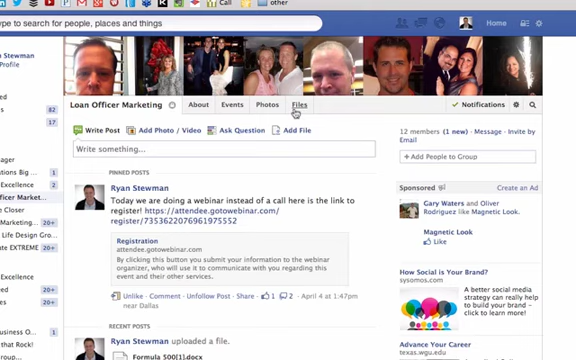 Call
other
ype to search for people, places and things
Home
Stewman
Profile
Loan Officer Marketing
About
Events
Photos
Files
Notifications
82
17
Write Post
Add Photo / Video
Ask Question
Add File
Write something...
12 members (1 new) · Message · Invite by
Email
+ Add People to Group
ager
ations Big ...
Excellence 2
fficer Market...
e Closer
Marketing... 20+
Life Design Gro
ate EXTREME 20+
Excellence
ed 20+
s 20+
les 20+
usiness O...
that Rock! 20+
PINNED POSTS
Ryan Stewman
Today we are doing a webinar instead of a call here is the link to
register! https://attendee.gotowebinar.com/
register/7353622076961975552
Registration
attendee.gotowebinar.com
By clicking this button you submit your information to the webinar
organizer, who will use it to communicate with you regarding this
event and their other services.
Unlike · Comment · Unfollow Post · Share · 1 2 · April 4 at 1:47pm
near Dallas
RECENT POSTS
Ryan Stewman uploaded a file.
Formula 500(1).docx
Sponsored
Create an Ad
Gary Waters and Oliver
Rodriguez like Magnetic Look.
Magnetic Look
Like
How Social is Your Brand?
sysomos.com
A better social media
strategy can really help
to build your brand -
click to learn more!
Advance Your Career
texas.wgu.edu